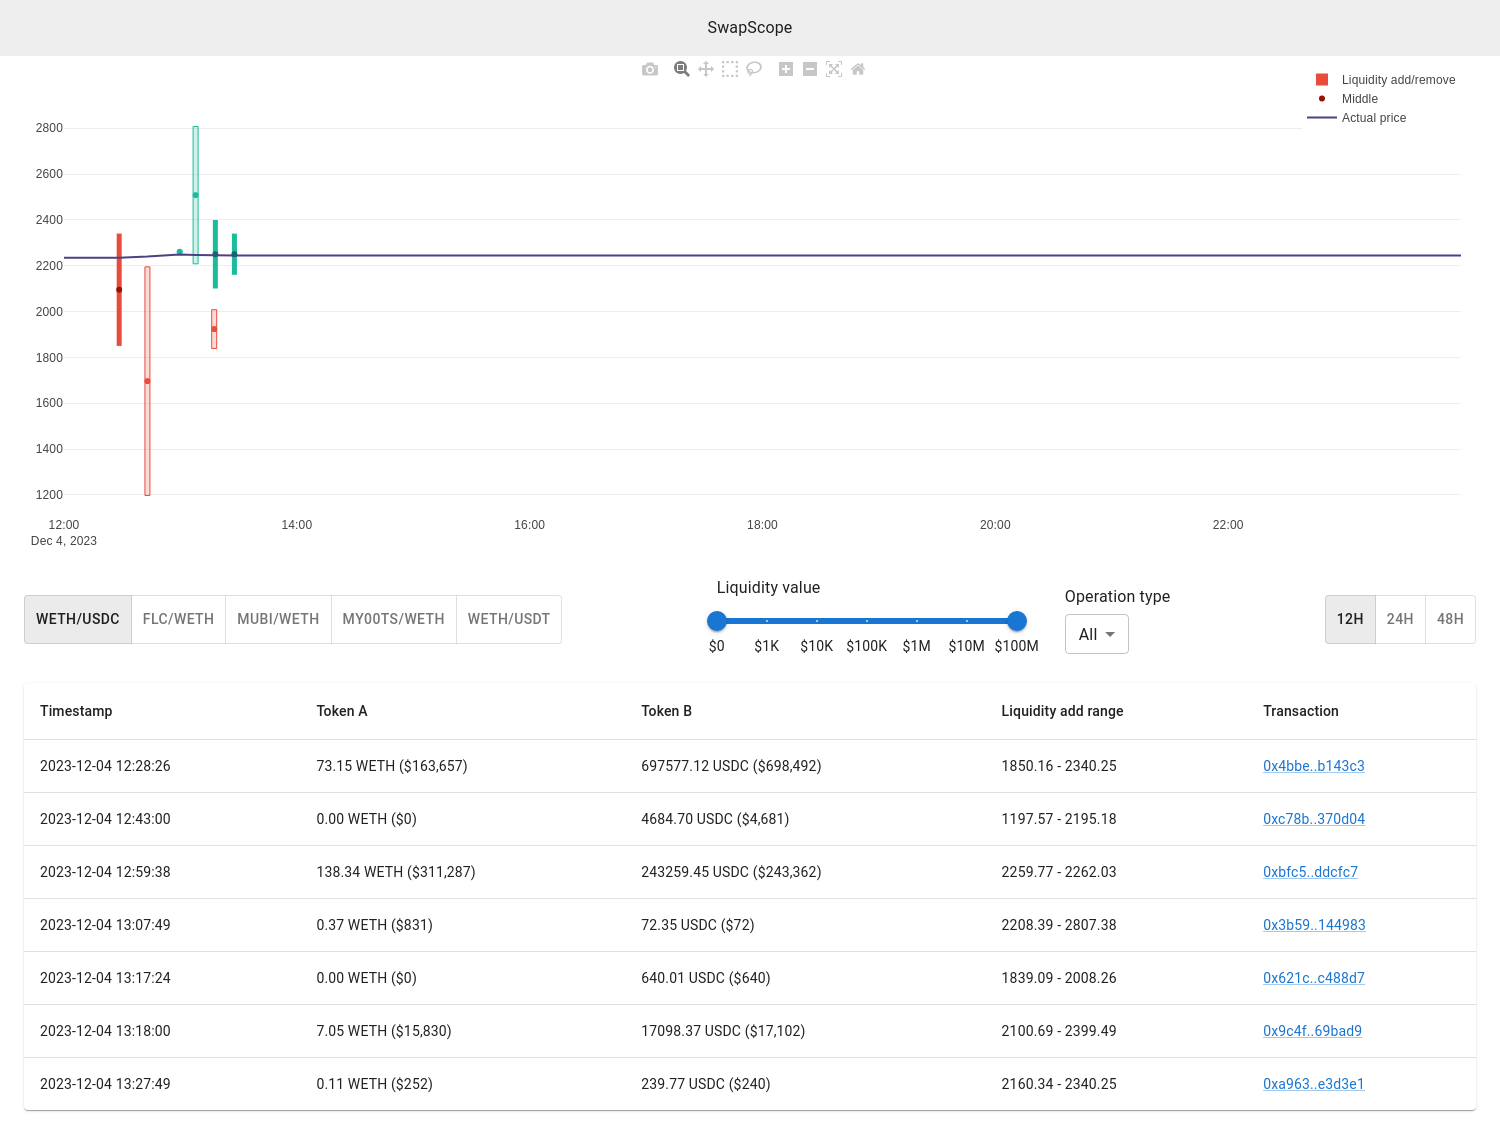 SwapScope
Liquidity add/remove
Middle
Actual price
2800
2600
2400
2200
2000
1800
1600
1400
1200
12:00 14:00 16:00 18:00 20:00 22:00
Dec 4, 2023
Liquidity value
Operation type
WETH/USDC FLC/WETH MUBI/WETH MY00TS/WETH WETH/USDT
All
12H 24H 48H
$0 $1K $10K $100K $1M $10M $100M
Timestamp Token A Token B Liquidity add range Transaction
2023-12-04 12:28:26 73.15 WETH ($163,657) 697577.12 USDC ($698,492) 1850.16 - 2340.25 0x4bbe..b143c3
2023-12-04 12:43:00 0.00 WETH ($0) 4684.70 USDC ($4,681) 1197.57 - 2195.18 0xc78b..370d04
2023-12-04 12:59:38 138.34 WETH ($311,287) 243259.45 USDC ($243,362) 2259.77 - 2262.03 0xbfc5..ddcfc7
2023-12-04 13:07:49 0.37 WETH ($831) 72.35 USDC ($72) 2208.39 - 2807.38 0x3b59..144983
2023-12-04 13:17:24 0.00 WETH ($0) 640.01 USDC ($640) 1839.09 - 2008.26 0x621c..c488d7
2023-12-04 13:18:00 7.05 WETH ($15,830) 17098.37 USDC ($17,102) 2100.69 - 2399.49 0x9c4f..69bad9
2023-12-04 13:27:49 0.11 WETH ($252) 239.77 USDC ($240) 2160.34 - 2340.25 0xa963..e3d3e1